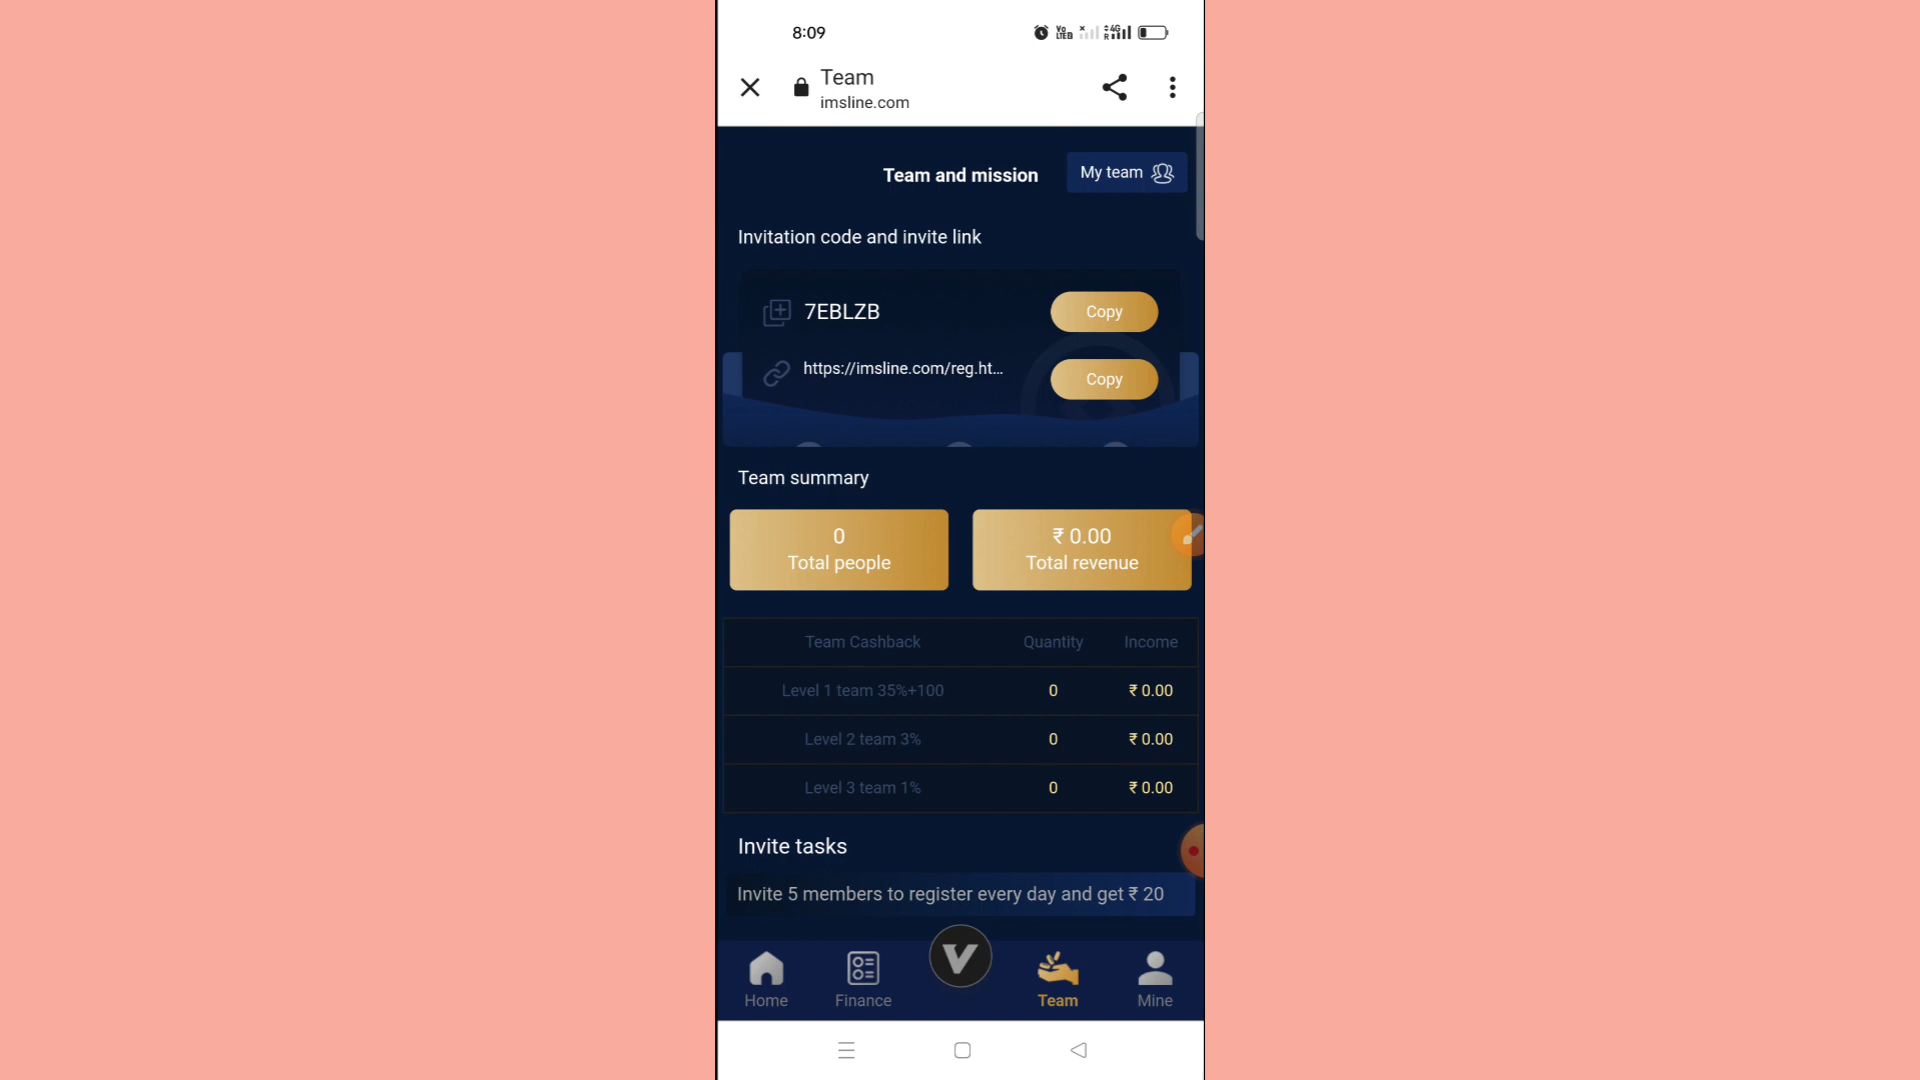 8:09
Vo
LTE2
4G
R
Team
imsline.com
Team and mission
My team
Invitation code and invite link
7EBLZB
Copy
https://imsline.com/reg.ht...
Copy
Team summary
0
Total people
₹ 0.00
Total revenue
Team Cashback Quantity Income
Level 1 team 35%+100 0 ₹ 0.00
Level 2 team 3% 0 ₹ 0.00
Level 3 team 1% 0 ₹ 0.00
Invite tasks
Invite 5 members to register every day and get ₹ 20
V
Home Finance Team Mine